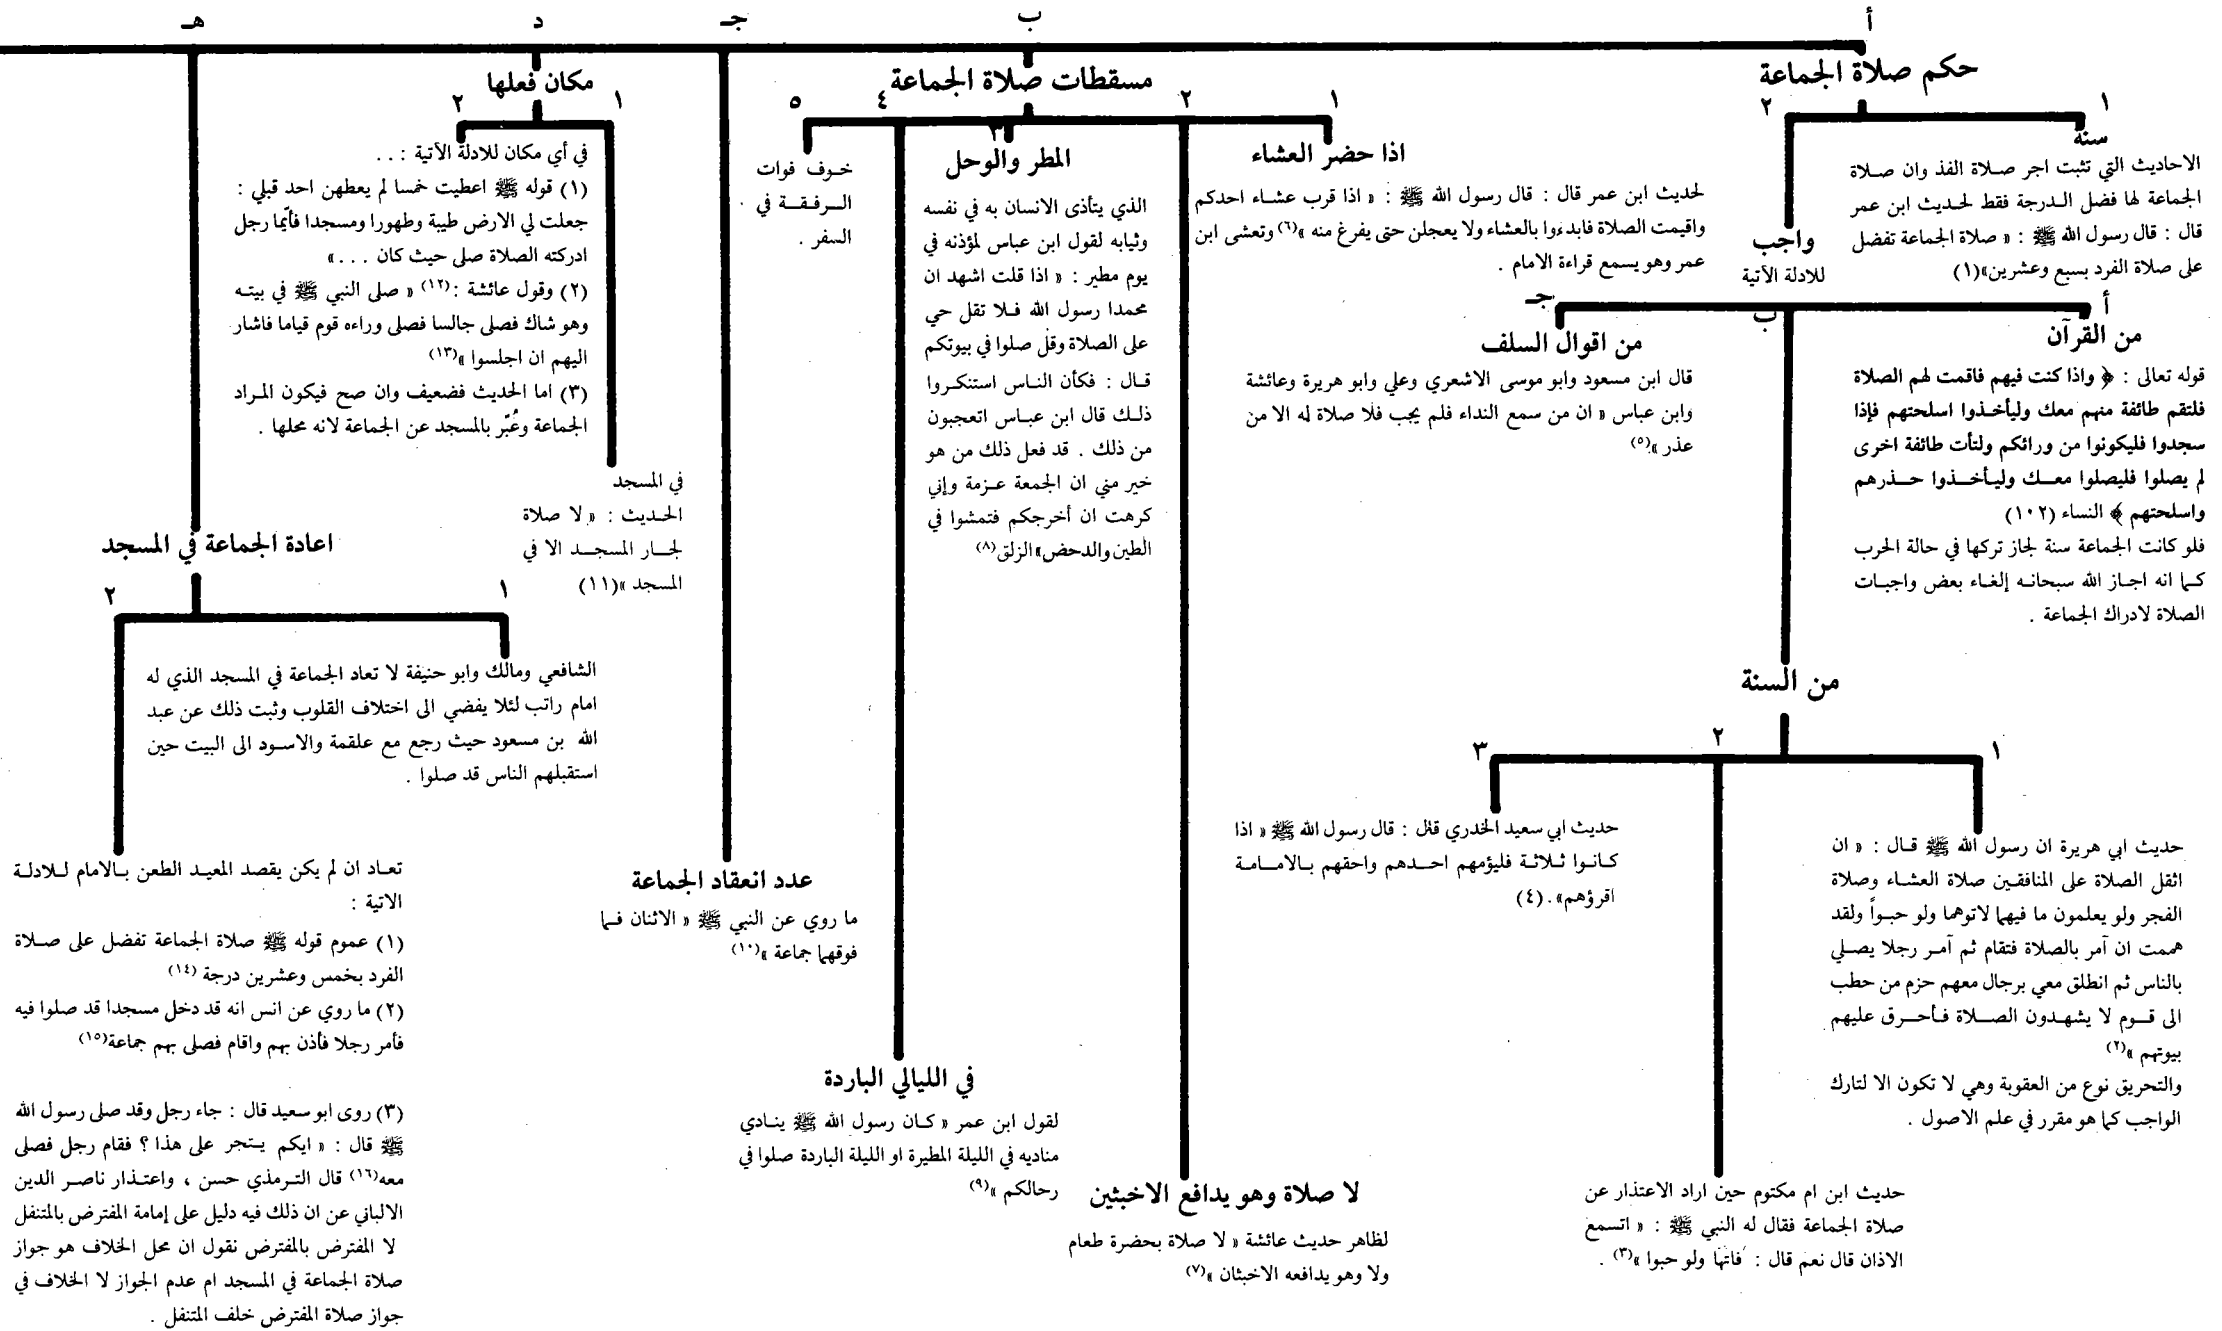 أ
ب
جـ
د
هـ
حكم صلاة الجماعة
١
٢
سنة
الاحاديث التي تثبت اجر صلاة الفذ وان صلاة
الجماعة لها فضل الدرجة فقط لحديث ابن عمر
قال : قال رسول الله ﷺ : « صلاة الجماعة تفضل
على صلاة الفرد بسبع وعشرين»(١)
واجب
للادلة الآتية
أ
ب
جـ
من القرآن
قوله تعالى : ﴿ واذا كنت فيهم فاقمت لهم الصلاة
فلتقم طائفة منهم معك وليأخذوا اسلحتهم فإذا
سجدوا فليكونوا من ورائكم ولتأت طائفة اخرى
لم يصلوا فليصلوا معك وليأخذوا حذرهم
واسلحتهم ﴾ النساء (١٠٢)
فلو كانت الجماعة سنة لجاز تركها في حالة الحرب
كما انه اجاز الله سبحانه إلغاء بعض واجبات
الصلاة لادراك الجماعة .
من السنة
١
٢
٣
حديث ابي هريرة ان رسول الله ﷺ قال : « ان
اثقل الصلاة على المنافقين صلاة العشاء وصلاة
الفجر ولو يعلمون ما فيهما لاتوهما ولو حبواً ولقد
هممت ان آمر بالصلاة فتقام ثم آمر رجلا يصلي
بالناس ثم انطلق معي برجال معهم حزم من حطب
الى قوم لا يشهدون الصلاة فأحرق عليهم
بيوتهم »(٢)
والتحريق نوع من العقوبة وهي لا تكون الا لتارك
الواجب كما هو مقرر في علم الاصول .
حديث ابن ام مكتوم حين اراد الاعتذار عن
صلاة الجماعة فقال له النبي ﷺ : « اتسمع
الاذان قال نعم قال : فاتها ولو حبوا »(٣) .
حديث ابي سعيد الخدري قال : قال رسول الله ﷺ « اذا
كانوا ثلاثة فليؤمهم احدهم واحقهم بالامامة
اقرؤهم» . (٤)
من اقوال السلف
قال ابن مسعود وابو موسى الاشعري وعلي وابو هريرة وعائشة
وابن عباس « ان من سمع النداء فلم يجب فلا صلاة له الا من
عذر »(٥)
مسقطات صلاة الجماعة
١
٢
٣
٤
٥
اذا حضر العشاء
لحديث ابن عمر قال : قال رسول الله ﷺ : « اذا قرب عشاء احدكم
واقيمت الصلاة فابدءوا بالعشاء ولا يعجلن حتى يفرغ منه »(٦) وتعشى ابن
عمر وهو يسمع قراءة الامام .
لا صلاة وهو يدافع الاخبثين
لظاهر حديث عائشة « لا صلاة بحضرة طعام
ولا وهو يدافعه الاخبثان »(٧)
المطر والوحل
الذي يتأذى الانسان به في نفسه
وثيابه لقول ابن عباس لمؤذنه في
يوم مطير : « اذا قلت اشهد ان
محمدا رسول الله فلا تقل حي
على الصلاة وقل صلوا في بيوتكم
قال : فكأن الناس استنكروا
ذلك قال ابن عباس اتعجبون
من ذلك . قد فعل ذلك من هو
خير مني ان الجمعة عزمة وإني
كرهت ان أخرجكم فتمشوا في
الطين والدحض» الزلق(٨)
في الليالي الباردة
لقول ابن عمر « كان رسول الله ﷺ ينادي
مناديه في الليلة المطيرة او الليلة الباردة صلوا في
رحالكم »(٩)
خوف فوات
الرفقة في
السفر .
عدد انعقاد الجماعة
ما روي عن النبي ﷺ « الاثنان فما
فوقهما جماعة »(١٠)
مكان فعلها
١
٢
في المسجد
الحديث : « لا صلاة
لجار المسجد الا في
المسجد »(١١)
في أي مكان للادلة الآتية : . .
(١) قوله ﷺ اعطيت خمسا لم يعطهن احد قبلي :
جعلت لي الارض طيبة وطهورا ومسجدا فأيّما رجل
ادركته الصلاة صلى حيث كان . . .»
(٢) وقول عائشة :(١٢) « صلى النبي ﷺ في بيته
وهو شاك فصلى جالسا فصلى وراءه قوم قياما فاشار
اليهم ان اجلسوا »(١٣)
(٣) اما الحديث فضعيف وان صح فيكون المراد
الجماعة وعُبّر بالمسجد عن الجماعة لانه محلها .
اعادة الجماعة في المسجد
١
٢
الشافعي ومالك وابو حنيفة لا تعاد الجماعة في المسجد الذي له
امام راتب لئلا يفضي الى اختلاف القلوب وثبت ذلك عن عبد
الله بن مسعود حيث رجع مع علقمة والاسود الى البيت حين
استقبلهم الناس قد صلوا .
تعاد ان لم يكن يقصد المعيد الطعن بالامام للادلة
الاتية :
(١) عموم قوله ﷺ صلاة الجماعة تفضل على صلاة
الفرد بخمس وعشرين درجة (١٤)
(٢) ما روي عن انس انه قد دخل مسجدا قد صلوا فيه
فأمر رجلا فأذن بهم واقام فصلى بهم جماعة(١٥)
(٣) روى ابو سعيد قال : جاء رجل وقد صلى رسول الله
ﷺ قال : « ايكم يتجر على هذا ؟ فقام رجل فصلى
معه(١٦) قال الترمذي حسن ، واعتذار ناصر الدين
الالباني عن ان ذلك فيه دليل على إمامة المفترض بالمتنفل
لا المفترض بالمفترض نقول ان محل الخلاف هو جواز
صلاة الجماعة في المسجد ام عدم الجواز لا الخلاف في
جواز صلاة المفترض خلف المتنفل .